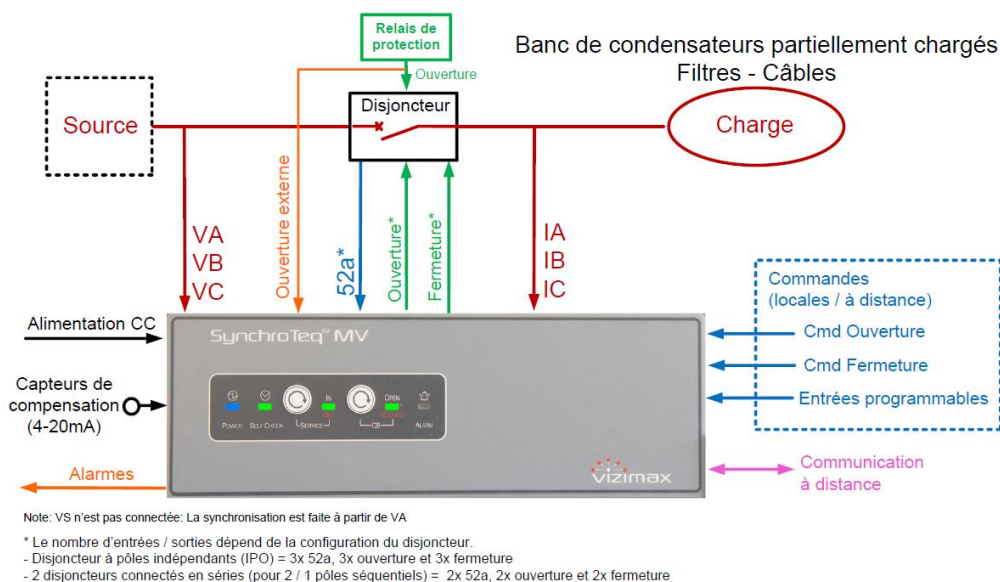 Relais de
protection
Ouverture
Banc de condensateurs partiellement chargés
Filtres - Câbles
Source
Disjoncteur
Charge
VA
VB
VC
Ouverture externe
52a*
Ouverture*
Fermeture*
IA
IB
IC
Commandes
(locales / à distance)
Cmd Ouverture
Cmd Fermeture
Entrées programmables
Alimentation CC
SynchroTeq™ MV
Capteurs de
compensation
(4-20mA)
IN
OPEN
POWER
SELF CHECK
SERVICE
CB
ALARM
vizimax
Communication
à distance
Alarmes
Note: VS n'est pas connectée: La synchronisation est faite à partir de VA
* Le nombre d'entrées / sorties dépend de la configuration du disjoncteur.
- Disjoncteur à pôles indépendants (IPO) = 3x 52a, 3x ouverture et 3x fermeture
- 2 disjoncteurs connectés en séries (pour 2 / 1 pôles séquentiels) = 2x 52a, 2x ouverture et 2x fermeture